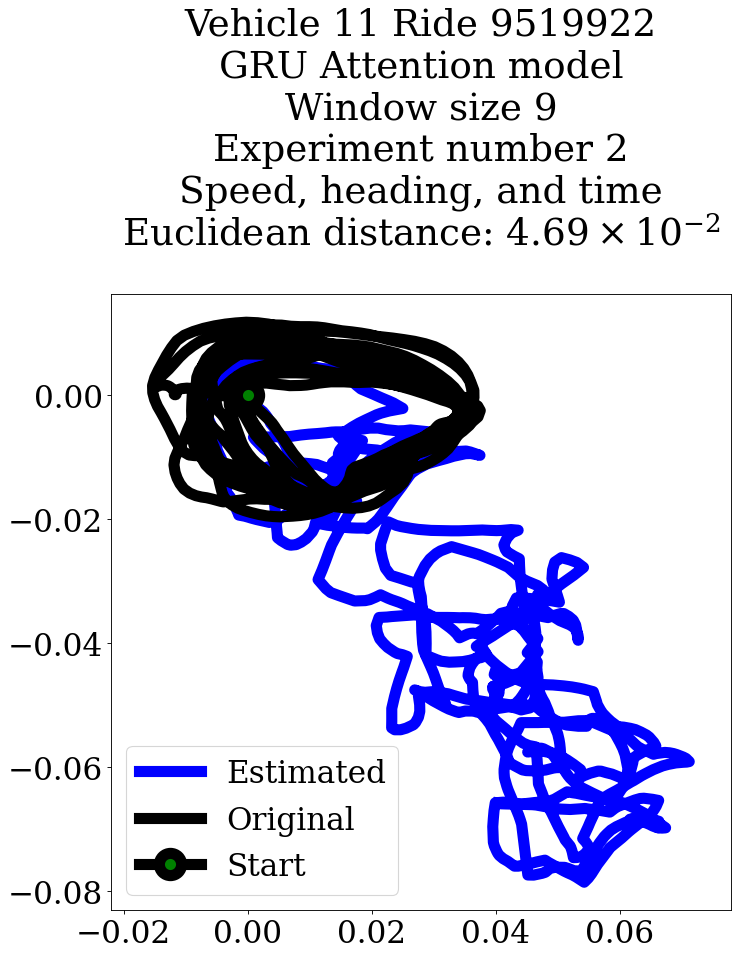 Vehicle 11 Ride 9519922
GRU Attention model
Window size 9
Experiment number 2
Speed, heading, and time
Euclidean distance: 4.69 × 10⁻²
0.00
−0.02
−0.04
−0.06
−0.08
Estimated
Original
Start
−0.02 0.00 0.02 0.04 0.06